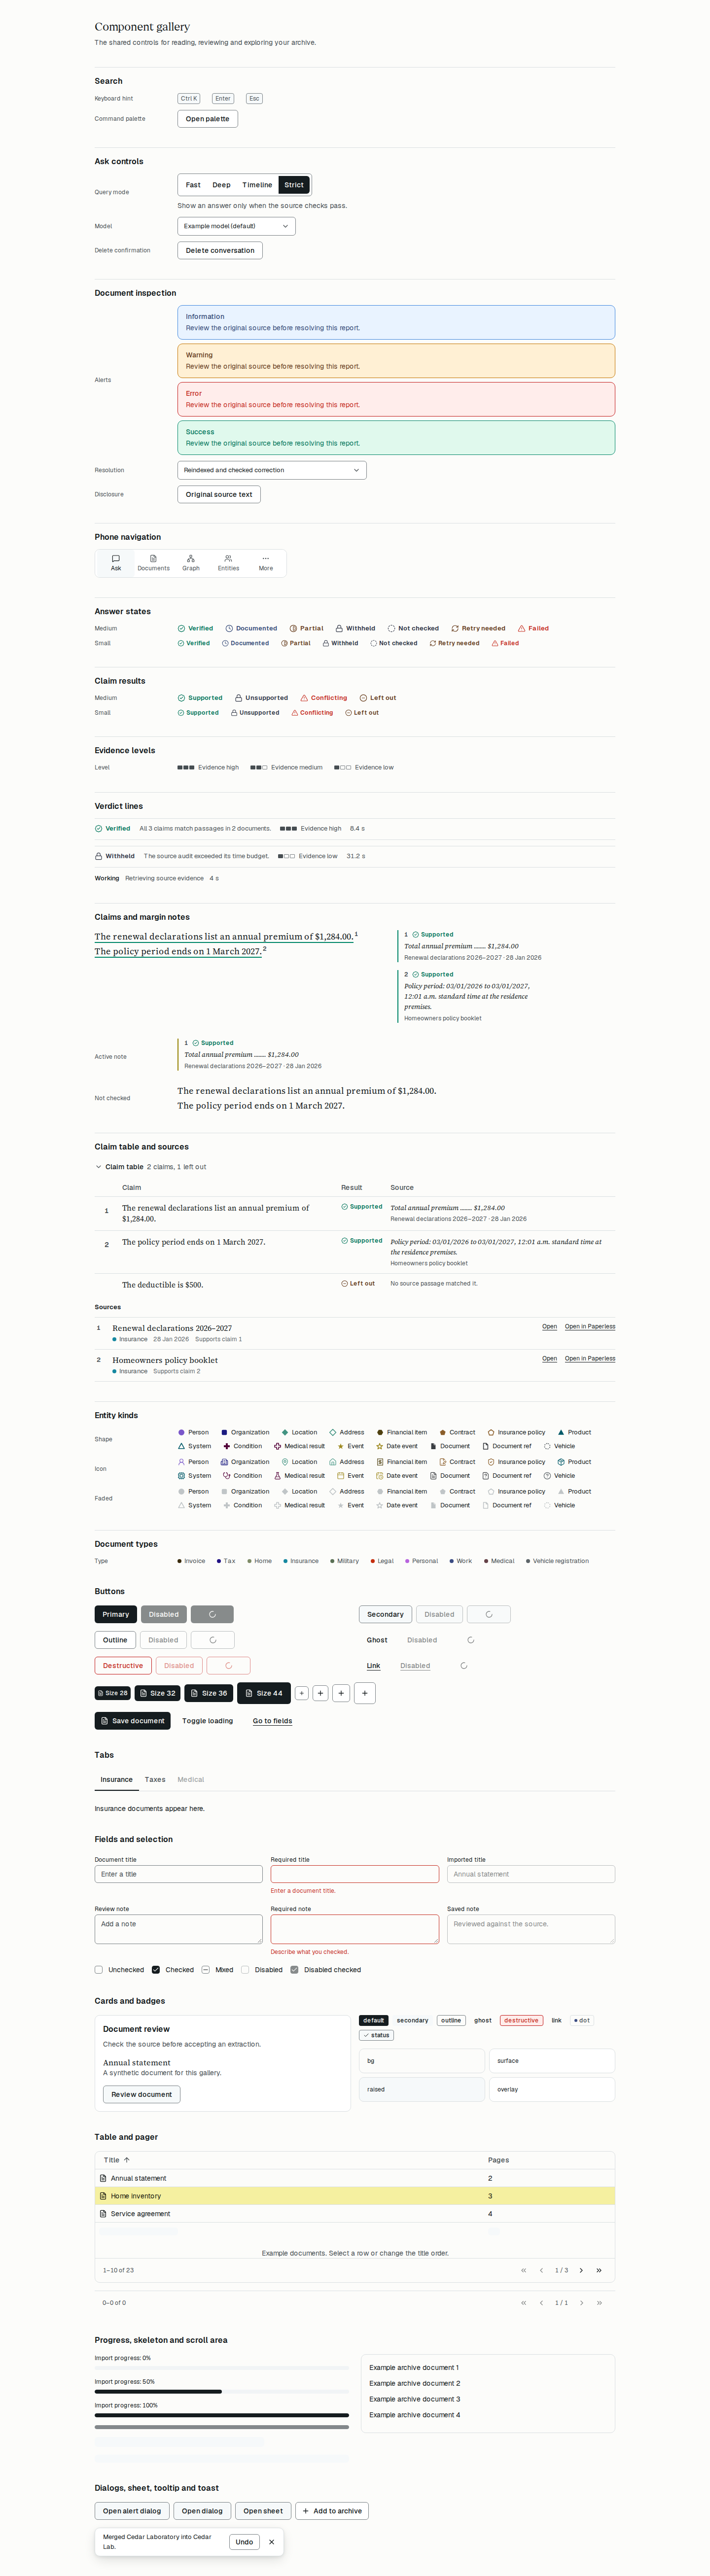 Component gallery
The shared controls for reading, reviewing and exploring your archive.
Search
Keyboard hint Ctrl K Enter Esc
Command palette Open palette
Ask controls
Query mode Fast Deep Timeline Strict
Show an answer only when the source checks pass.
Model Example model (default)
Delete confirmation Delete conversation
Document inspection
Alerts
Information
Review the original source before resolving this report.
Warning
Review the original source before resolving this report.
Error
Review the original source before resolving this report.
Success
Review the original source before resolving this report.
Resolution Reindexed and checked correction
Disclosure Original source text
Phone navigation
Ask Documents Graph Entities More
Answer states
Medium Verified Documented Partial Withheld Not checked Retry needed Failed
Small Verified Documented Partial Withheld Not checked Retry needed Failed
Claim results
Medium Supported Unsupported Conflicting Left out
Small Supported Unsupported Conflicting Left out
Evidence levels
Level Evidence high Evidence medium Evidence low
Verdict lines
Verified All 3 claims match passages in 2 documents. Evidence high 6.4 s
Withheld The source audit exceeded its time budget. Evidence low 31.2 s
Working Retrieving source evidence 4 s
Claims and margin notes
The renewal declarations list an annual premium of $1,284.00. 1
The policy period ends on 1 March 2027. 2
1 Supported
Total annual premium ........ $1,284.00
Renewal declarations 2026–2027 · 28 Jan 2026
2 Supported
Policy period: 03/01/2026 to 03/01/2027,
12:01 a.m. standard time at the residence
premises.
Homeowners policy booklet
Active note
1 Supported
Total annual premium ........ $1,284.00
Renewal declarations 2026–2027 · 28 Jan 2026
Not checked
The renewal declarations list an annual premium of $1,284.00.
The policy period ends on 1 March 2027.
Claim table and sources
Claim table 2 claims, 1 left out
Claim Result Source
1 The renewal declarations list an annual premium of
$1,284.00.
Supported
Total annual premium ........ $1,284.00
Renewal declarations 2026–2027 · 28 Jan 2026
2 The policy period ends on 1 March 2027.
Supported
Policy period: 03/01/2026 to 03/01/2027, 12:01 a.m. standard time at
the residence premises.
Homeowners policy booklet
The deductible is $500. Left out No source passage matched it.
Sources
1 Renewal declarations 2026–2027 Open Open in Paperless
Insurance 28 Jan 2026 Supports claim 1
2 Homeowners policy booklet Open Open in Paperless
Insurance Supports claim 2
Entity kinds
Shape
Person Organization Location Address Financial item Contract Insurance policy Product
System Condition Medical result Event Date event Document Document ref Vehicle
Icon
Person Organization Location Address Financial item Contract Insurance policy Product
System Condition Medical result Event Date event Document Document ref Vehicle
Faded
Person Organization Location Address Financial item Contract Insurance policy Product
System Condition Medical result Event Date event Document Document ref Vehicle
Document types
Type Invoice Tax Home Insurance Military Legal Personal Work Medical Vehicle registration
Buttons
Primary Disabled Secondary Disabled
Outline Disabled Ghost Disabled
Destructive Disabled Link Disabled
Size 28 Size 32 Size 36 Size 44
Save document Toggle loading Go to fields
Tabs
Insurance Taxes Medical
Insurance documents appear here.
Fields and selection
Document title Required title Imported title
Enter a title Annual statement
Enter a document title.
Review note Required note Saved note
Add a note Reviewed against the source.
Describe what you checked.
Unchecked Checked Mixed Disabled Disabled checked
Cards and badges
Document review
Check the source before accepting an extraction.
Annual statement
A synthetic document for this gallery.
Review document
default secondary outline ghost destructive link dot
status
bg surface
raised overlay
Table and pager
Title Pages
Annual statement 2
Home inventory 3
Service agreement 4
Example documents. Select a row or change the title order.
1–10 of 23 1 / 3
0–0 of 0 1 / 1
Progress, skeleton and scroll area
Import progress: 0%
Import progress: 50%
Import progress: 100%
Example archive document 1
Example archive document 2
Example archive document 3
Example archive document 4
Dialogs, sheet, tooltip and toast
Open alert dialog Open dialog Open sheet Add to archive
Merged Cedar Laboratory into Cedar
Lab.
Undo